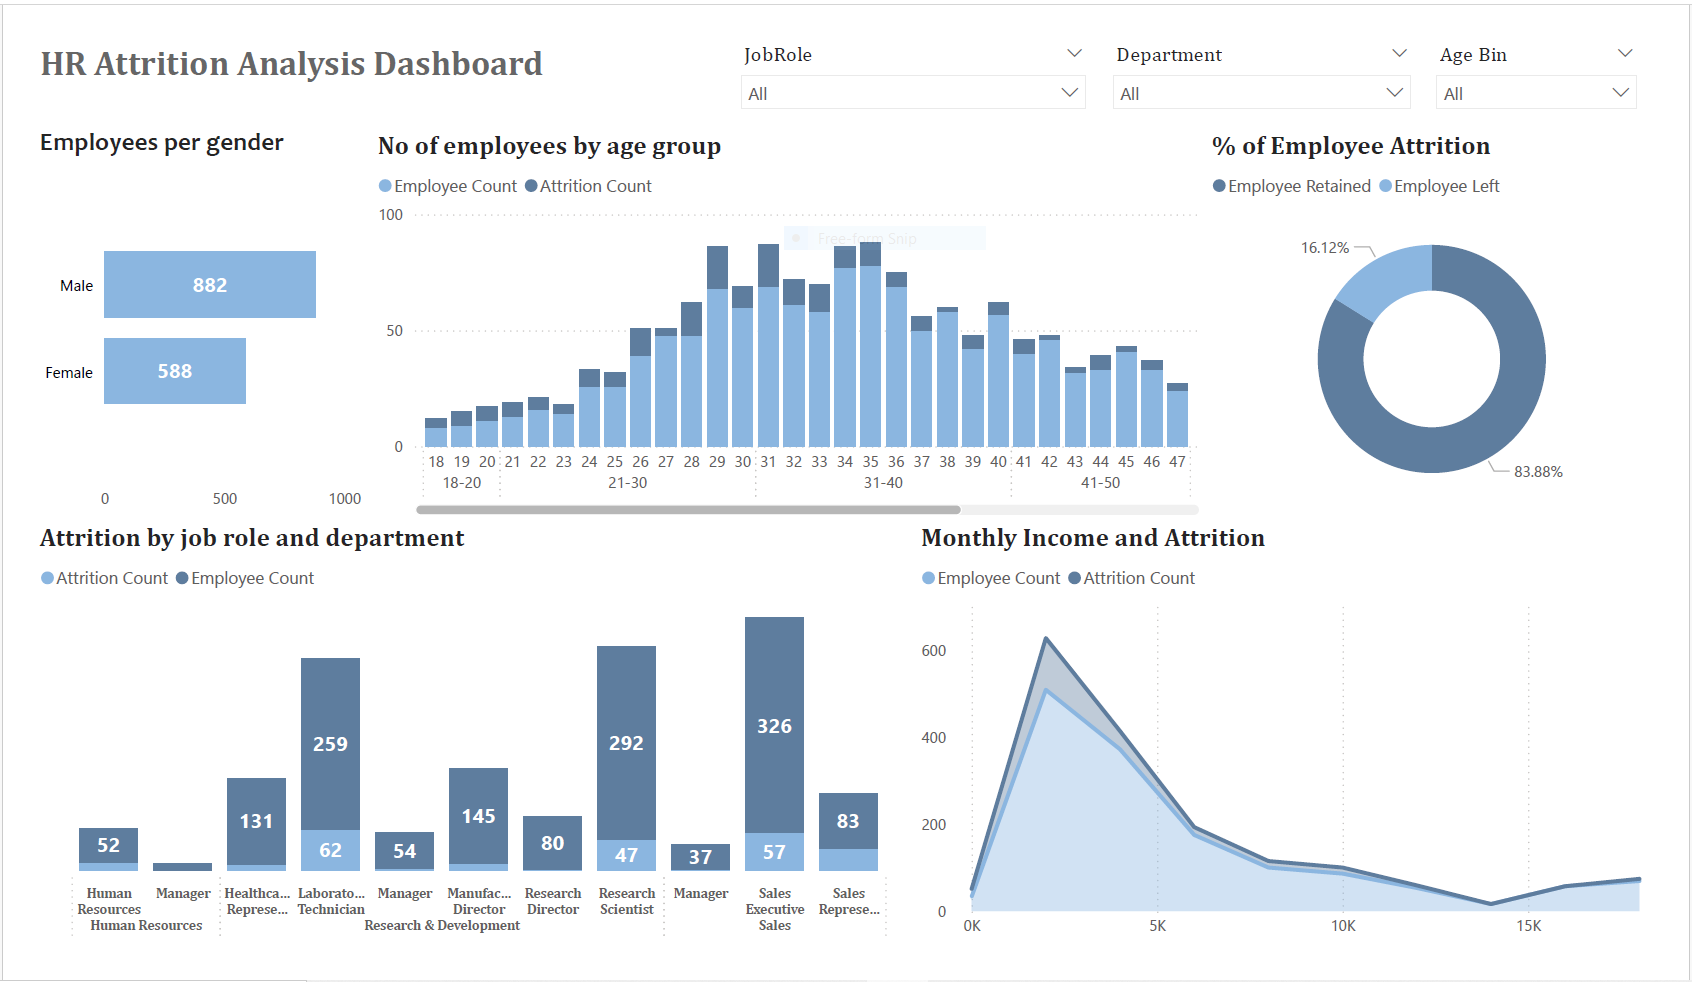 HR Attrition Analysis Dashboard
JobRole
All
Department
All
Age Bin
All
Employees per gender
Male
882
Female
588
0 500 1000
No of employees by age group
Employee Count Attrition Count
100
50
0
Free-form Snip
18 19 20 21 22 23 24 25 26 27 28 29 30 31 32 33 34 35 36 37 38 39 40 41 42 43 44 45 46 47
18-20 21-30 31-40 41-50
% of Employee Attrition
Employee Retained Employee Left
16.12%
83.88%
Attrition by job role and department
Attrition Count Employee Count
52
131
259
62
54
145
80
292
47
37
326
57
83
Human Resources
Manager
Healthca... Represe...
Laborato... Technician
Manager
Manufac... Director
Research Director
Research Scientist
Manager
Sales Executive
Sales Represe...
Human Resources Research & Development Sales
Monthly Income and Attrition
Employee Count Attrition Count
600
400
200
0
0K 5K 10K 15K